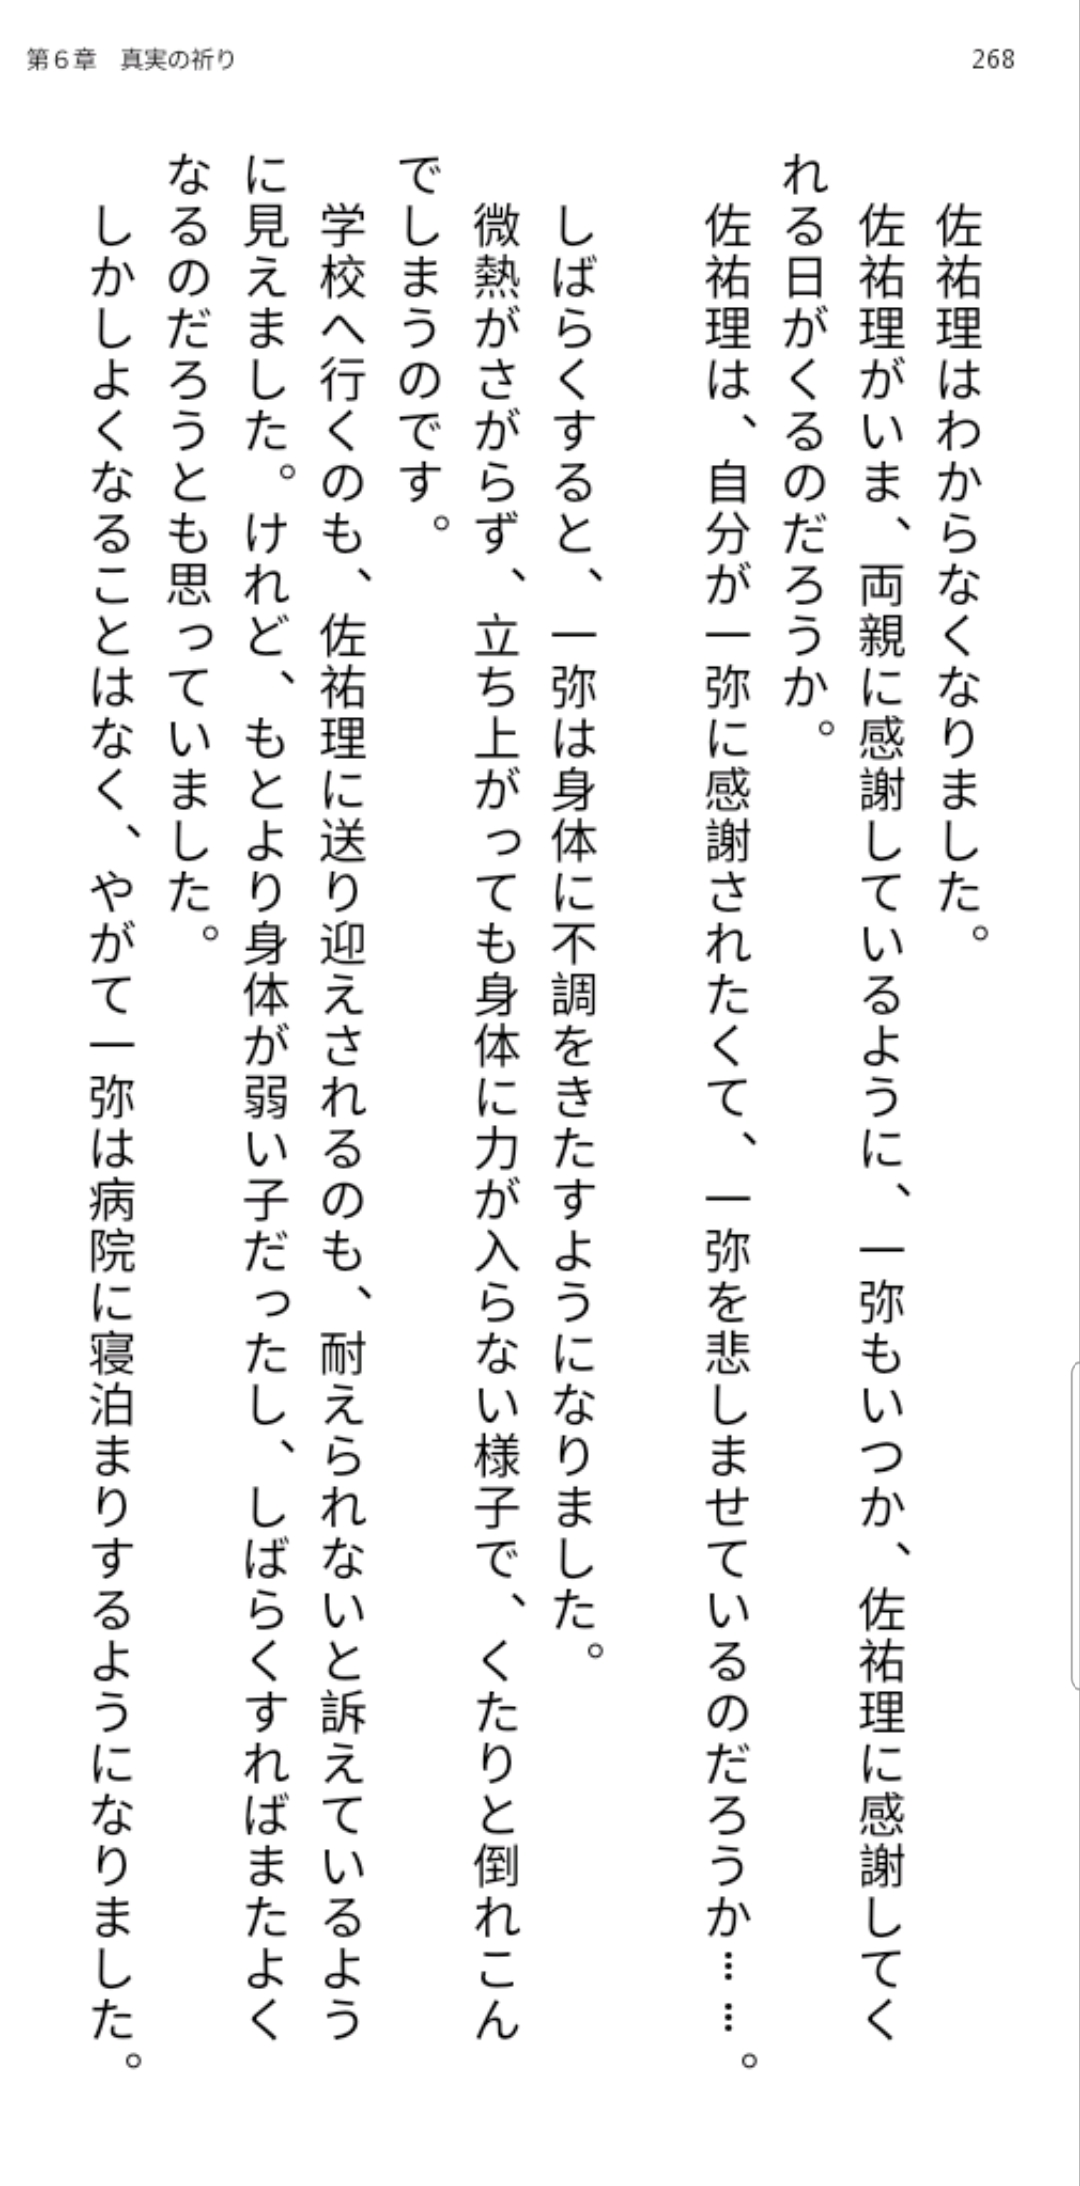 第６章　真実の祈り
268
佐祐理はわからなくなりました。
佐祐理がいま、両親に感謝しているように、一弥もいつか、佐祐理に感謝してく
れる日がくるのだろうか。
佐祐理は、自分が一弥に感謝されたくて、一弥を悲しませているのだろうか……。
しばらくすると、一弥は身体に不調をきたすようになりました。
微熱がさがらず、立ち上がっても身体に力が入らない様子で、くたりと倒れこん
でしまうのです。
学校へ行くのも、佐祐理に送り迎えされるのも、耐えられないと訴えているよう
に見えました。けれど、もとより身体が弱い子だったし、しばらくすればまたよく
なるのだろうとも思っていました。
しかしよくなることはなく、やがて一弥は病院に寝泊まりするようになりました。